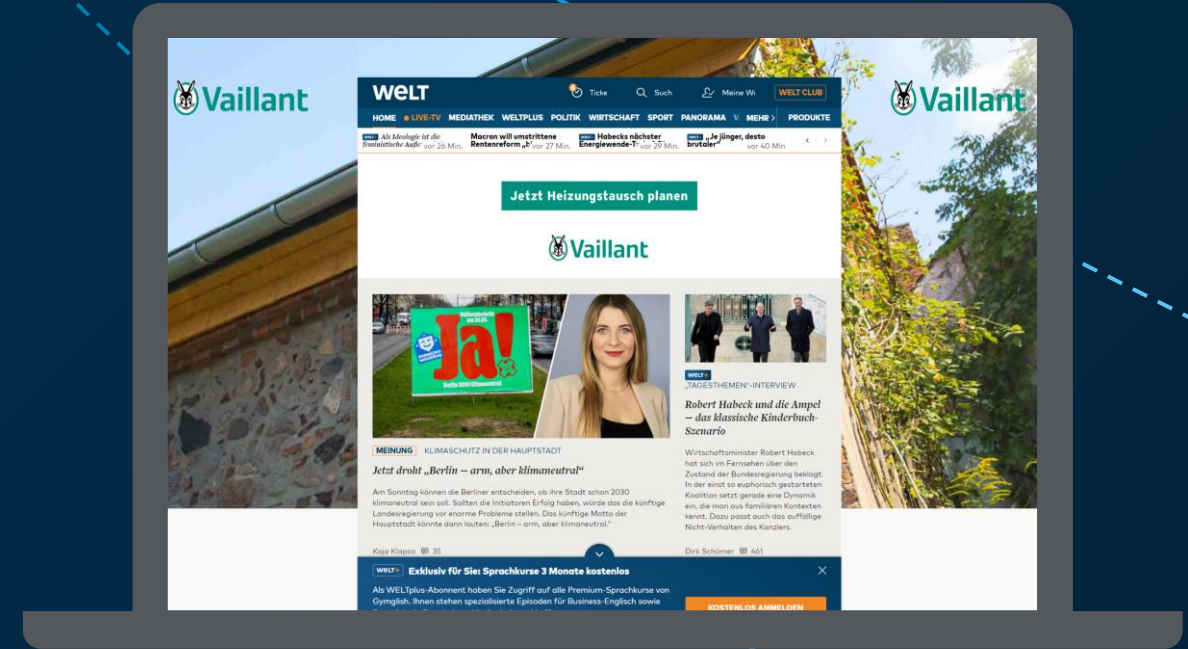 Vaillant
Vaillant
WELT
Ticke
Such
Meine We
WELT CLUB
HOME
LIVE-TV
MEDIATHEK
WELTPLUS
POLITIK
WIRTSCHAFT
SPORT
PANORAMA
MEHR
PRODUKTE
Als Ideologie ist die
feministische Auße
vor 26 Min.
Macron will umstrittene
Rentenreform
vor 27 Min.
Habecks nächster
Energiewende-T
vor 29 Min.
„Je jünger, desto
brutaler“
vor 40 Min
Jetzt Heizungstausch planen
Vaillant
Ja!
Berlin 2030 Klimaneutral
MEINUNG
KLIMASCHUTZ IN DER HAUPTSTADT
Jetzt droht „Berlin – arm, aber klimaneutral“
Am Sonntag können die Berliner entscheiden, ob ihre Stadt schon 2030
klimaneutral sein soll. Sollten die Initiatoren Erfolg haben, würde das die künftige
Landesregierung vor enorme Probleme stellen. Das künftige Motto der
Hauptstadt könnte dann lauten: „Berlin – arm, aber klimaneutral.“
Kaja Klapsa
35
WELT+
„TAGESTHEMEN“-INTERVIEW
Robert Habeck und die Ampel
– das klassische Kinderbuch-
Szenario
Wirtschaftsminister Robert Habeck
hat sich im Fernsehen über den
Zustand der Bundesregierung beklagt.
In der einst so euphorisch gestarteten
Koalition setzt gerade eine Dynamik
ein, die man aus familiären Kontexten
kennt. Dazu passt auch das auffällige
Nicht-Verhalten des Kanzlers.
Dirk Schümer
461
WELT+
Exklusiv für Sie: Sprachkurse 3 Monate kostenlos
Als WELTplus-Abonnent haben Sie Zugriff auf alle Premium-Sprachkurse von
Gymglish. Ihnen stehen spezialisierte Episoden für Business-Englisch sowie
KOSTENLOS ANMELDEN